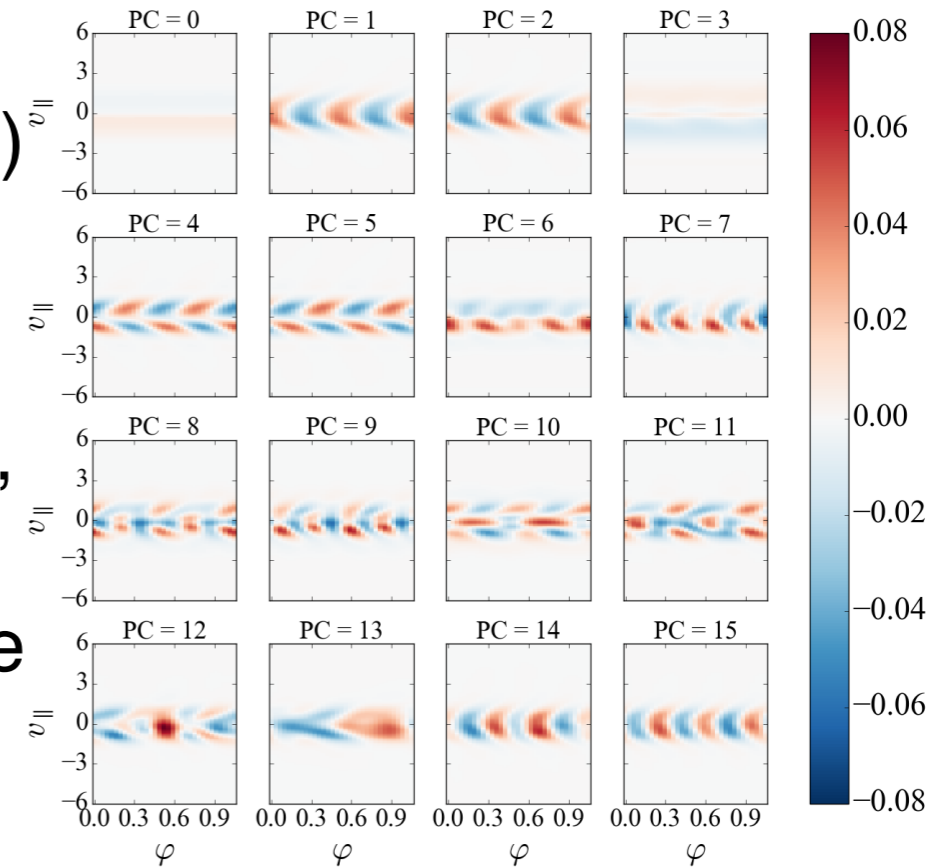 PC = 0 PC = 1 PC = 2 PC = 3
6
3
0
−3
−6
v∥
)
PC = 4 PC = 5 PC = 6 PC = 7
6
3
0
−3
−6
v∥
PC = 8 PC = 9 PC = 10 PC = 11
6
3
0
−3
−6
v∥
,
PC = 12 PC = 13 PC = 14 PC = 15
6
3
0
−3
−6
v∥
e
0.0 0.3 0.6 0.9 0.0 0.3 0.6 0.9 0.0 0.3 0.6 0.9 0.0 0.3 0.6 0.9
φ φ φ φ
0.08
0.06
0.04
0.02
0.00
−0.02
−0.04
−0.06
−0.08